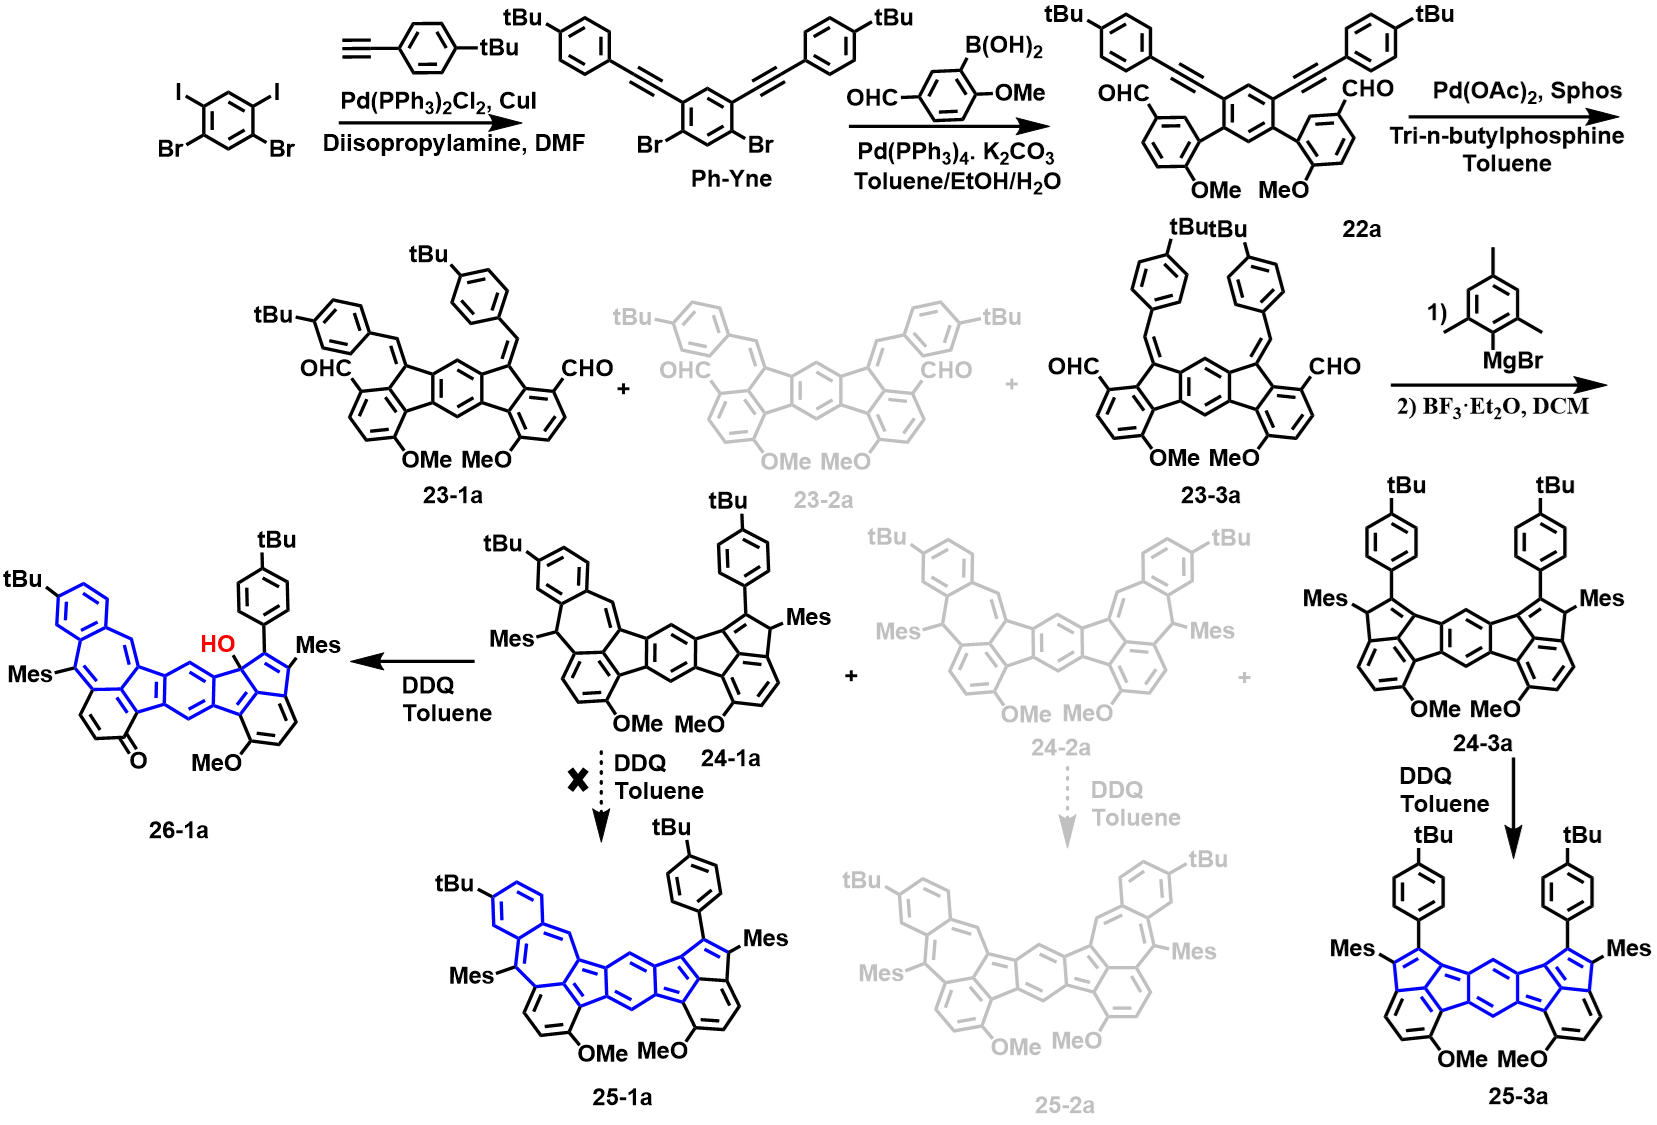 tBu
tBu
tBu
tBu
tBu
B(OH)2
I
I
OHC
OMe
OHC
CHO
Pd(PPh3)2Cl2, CuI
Diisopropylamine, DMF
Br
Br
Br
Br
Ph-Yne
Pd(PPh3)4. K2CO3
Toluene/EtOH/H2O
OMe
MeO
22a
Pd(OAc)2, Sphos
Tri-n-butylphosphine
Toluene
tBu
tBu
OHC
CHO
OMe
MeO
23-1a
+
tBu
tBu
OHC
CHO
OMe
MeO
23-2a
+
tBu
tBu
OHC
CHO
OMe
MeO
23-3a
1)
MgBr
2) BF3·Et2O, DCM
tBu
tBu
HO
Mes
Mes
O
MeO
26-1a
DDQ
Toluene
tBu
tBu
Mes
Mes
OMe
MeO
24-1a
+
tBu
tBu
Mes
Mes
OMe
MeO
24-2a
+
tBu
tBu
Mes
Mes
OMe
MeO
24-3a
X
DDQ
Toluene
DDQ
Toluene
DDQ
Toluene
tBu
tBu
Mes
Mes
OMe
MeO
25-1a
tBu
tBu
Mes
Mes
OMe
MeO
25-2a
tBu
tBu
Mes
Mes
OMe
MeO
25-3a